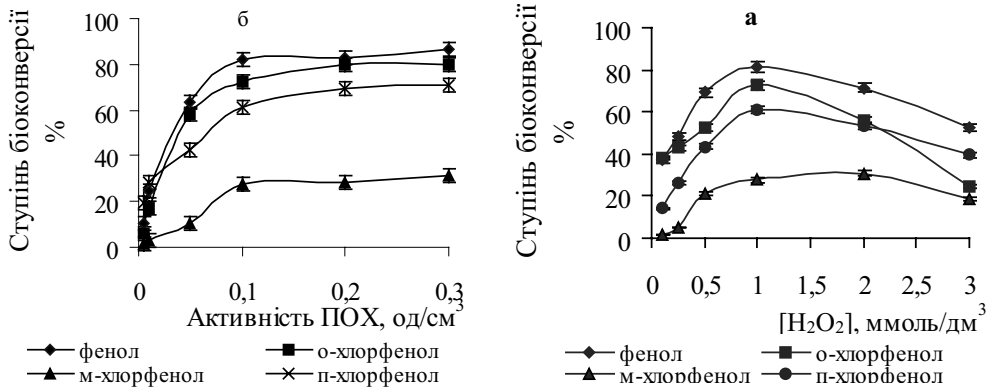 б
100
80
60
40
20
0
Ступінь біоконверсії
%
0 0,1 0,2 0,3
Активність ПОХ, од/см³
фенол о-хлорфенол
м-хлорфенол п-хлорфенол
а
100
80
60
40
20
0
Ступінь біоконверсії
%
0 0,5 1 1,5 2 2,5 3
[H₂O₂], ммоль/дм³
фенол о-хлорфенол
м-хлорфенол п-хлорфенол